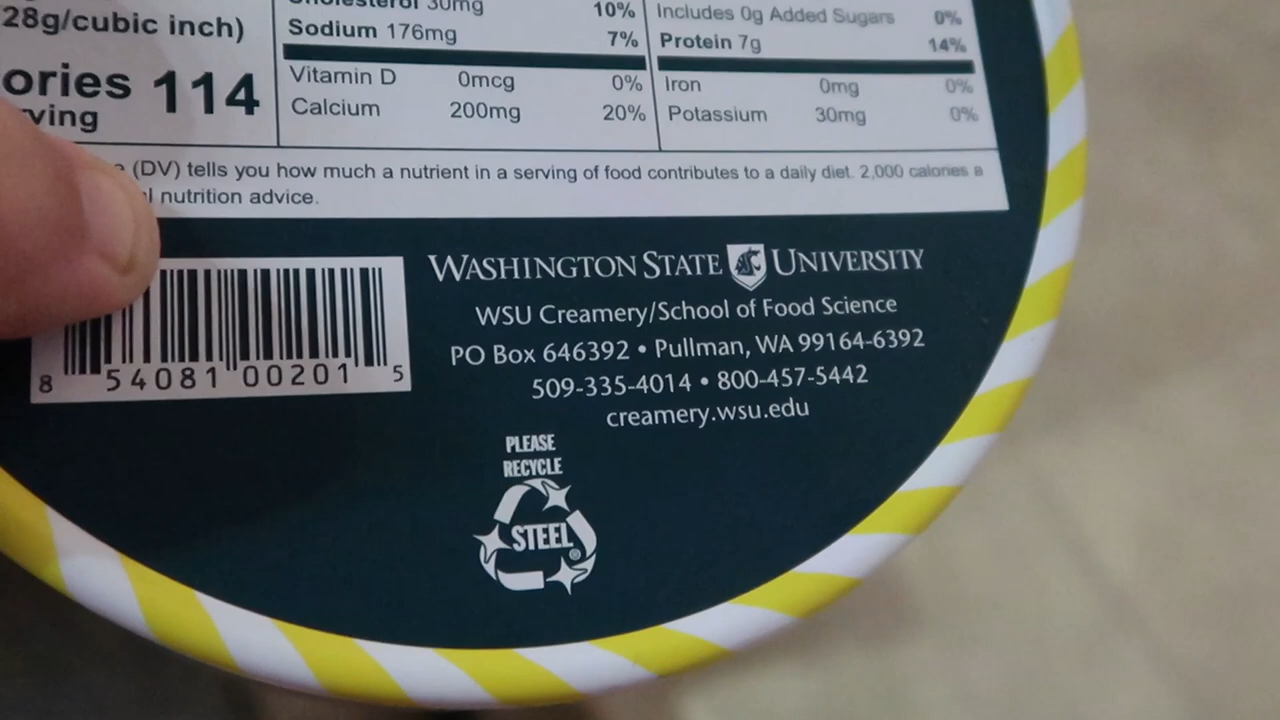 28g/cubic inch)
ories 114
ving
30mg 10%
Sodium 176mg 7%
Vitamin D 0mcg 0%
Calcium 200mg 20%
Includes 0g Added Sugars 0%
Protein 7g 14%
Iron 0mg 0%
Potassium 30mg 0%
(DV) tells you how much a nutrient in a serving of food contributes to a daily diet. 2,000 calories a
nutrition advice.
8 54081 00201 5
WASHINGTON STATE UNIVERSITY
WSU Creamery/School of Food Science
PO Box 646392 • Pullman, WA 99164-6392
509-335-4014 • 800-457-5442
creamery.wsu.edu
PLEASE
RECYCLE
STEEL®